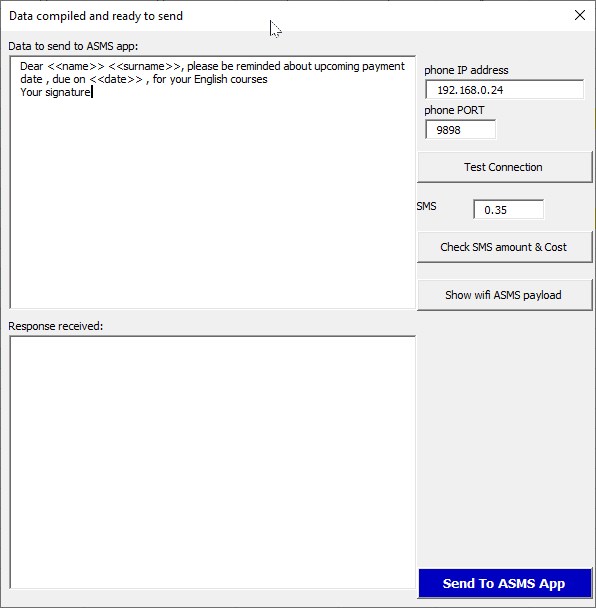 Data compiled and ready to send
Data to send to ASMS app:
Dear <<name>> <<surname>>, please be reminded about upcoming payment
date , due on <<date>> , for your English courses
Your signature
phone IP address
192.168.0.24
phone PORT
9898
Test Connection
SMS
0.35
Check SMS amount & Cost
Show wifi ASMS payload
Response received:
Send To ASMS App